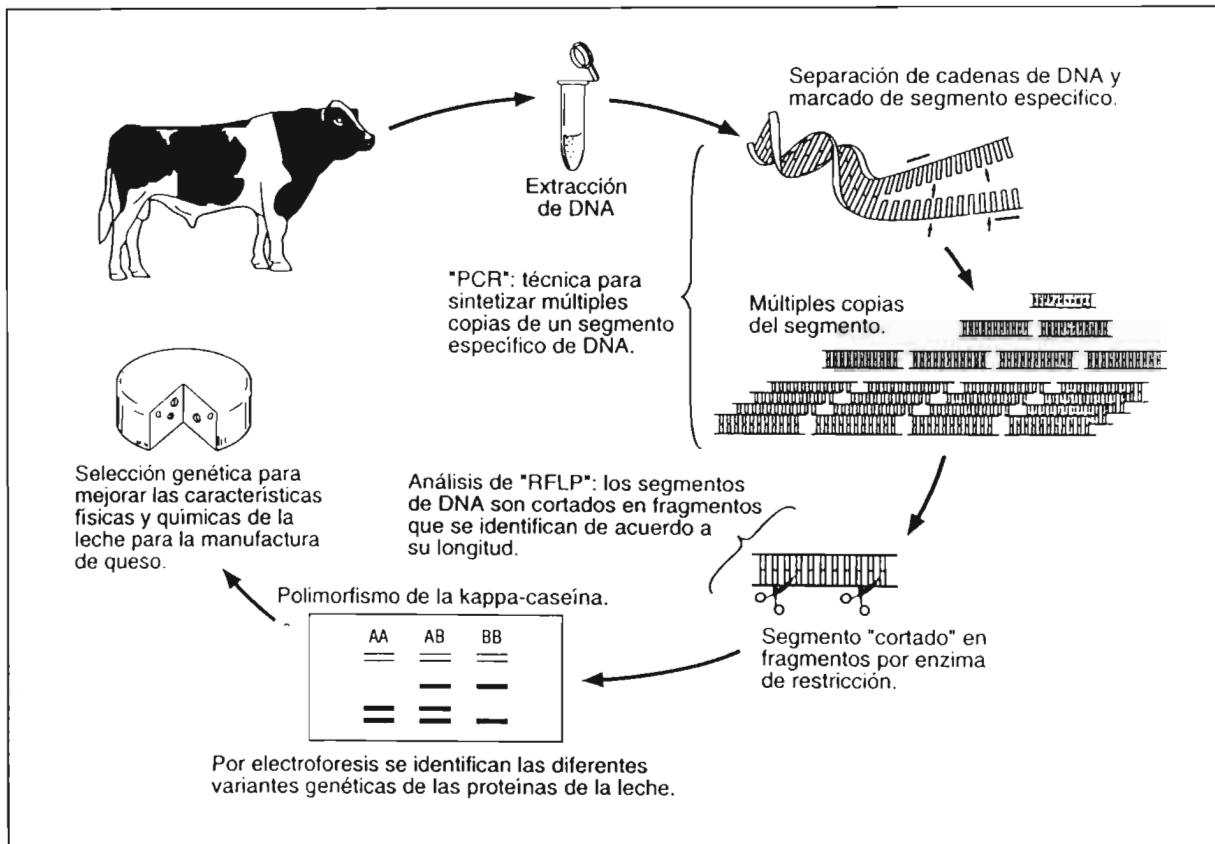 Separación de cadenas de DNA y
marcado de segmento especifico.
Extracción
de DNA
"PCR": técnica para
sintetizar múltiples
copias de un segmento
específico de DNA.
Múltiples copias
del segmento.
Análisis de "RFLP": los segmentos
de DNA son cortados en fragmentos
que se identifican de acuerdo a
su longitud.
Segmento "cortado" en
fragmentos por enzima
de restricción.
Polimorfismo de la kappa-caseína.
AA AB BB
Por electroforesis se identifican las diferentes
variantes genéticas de las proteínas de la leche.
Selección genética para
mejorar las características
físicas y químicas de la
leche para la manufactura
de queso.